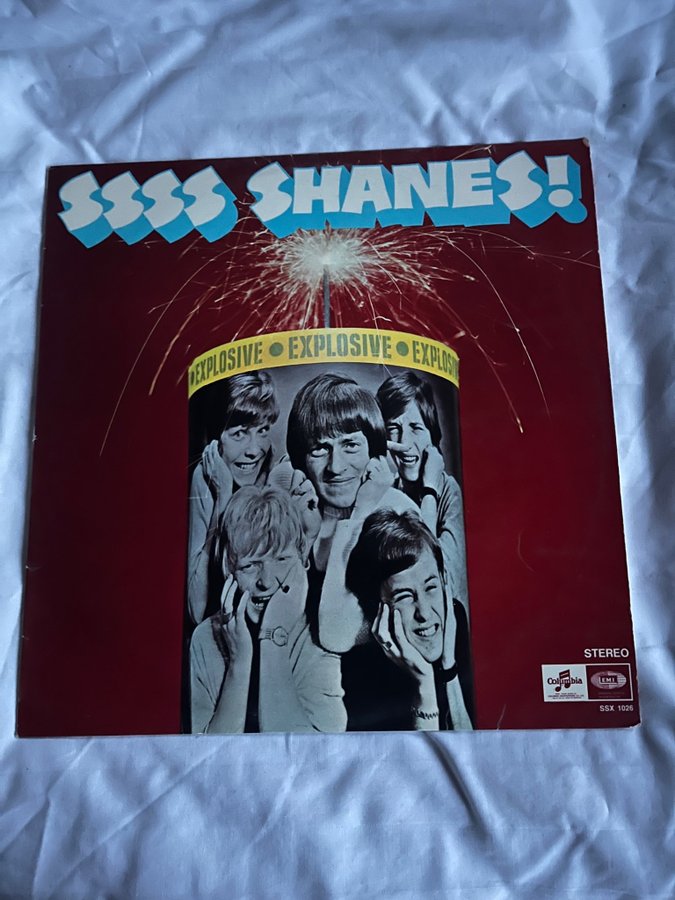 SSSS SHANES!
EXPLOSIVE • EXPLOSIVE • EXPLOSIVE
STEREO
Columbia
EMI
SSX 1026